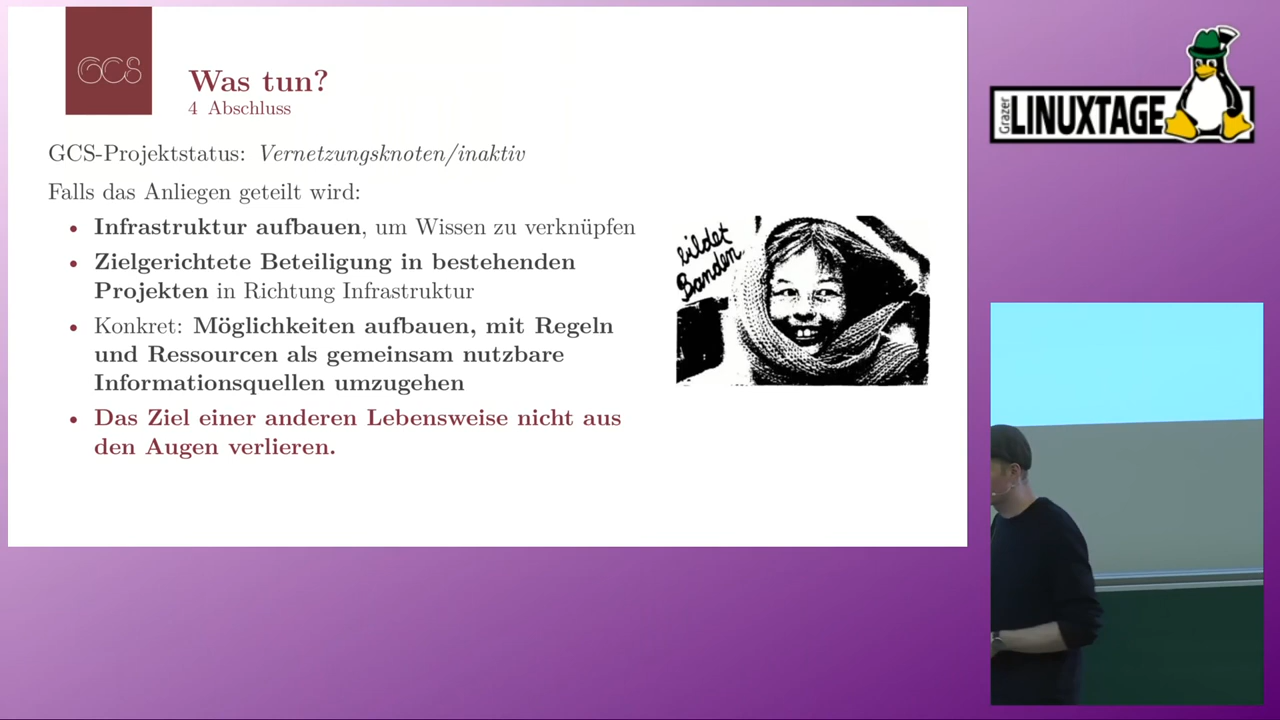 GCS
Was tun?
4 Abschluss
GCS-Projektstatus: Vernetzungsknoten/inaktiv
Falls das Anliegen geteilt wird:
• Infrastruktur aufbauen, um Wissen zu verknüpfen
• Zielgerichtete Beteiligung in bestehenden
Projekten in Richtung Infrastruktur
• Konkret: Möglichkeiten aufbauen, mit Regeln
und Ressourcen als gemeinsam nutzbare
Informationsquellen umzugehen
• Das Ziel einer anderen Lebensweise nicht aus
den Augen verlieren.
bildet
Banden
Grazer
LINUXTAGE